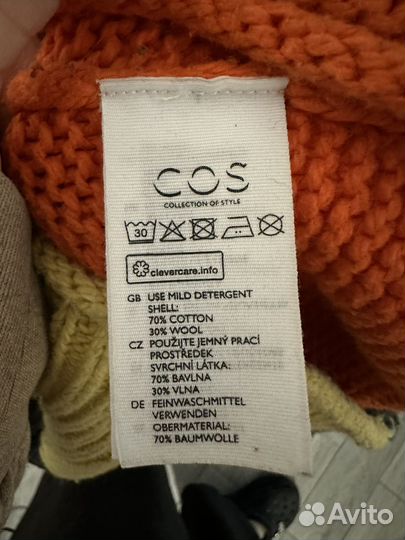 COS
COLLECTION OF STYLE
30
clevercare.info
GB USE MILD DETERGENT
SHELL:
70% COTTON
30% WOOL
CZ POUŽIJTE JEMNÝ PRACÍ
PROSTŘEDEK
SVRCHNÍ LÁTKA:
70% BAVLNA
30% VLNA
DE FEINWASCHMITTEL
VERWENDEN
OBERMATERIAL:
70% BAUMWOLLE
Avito